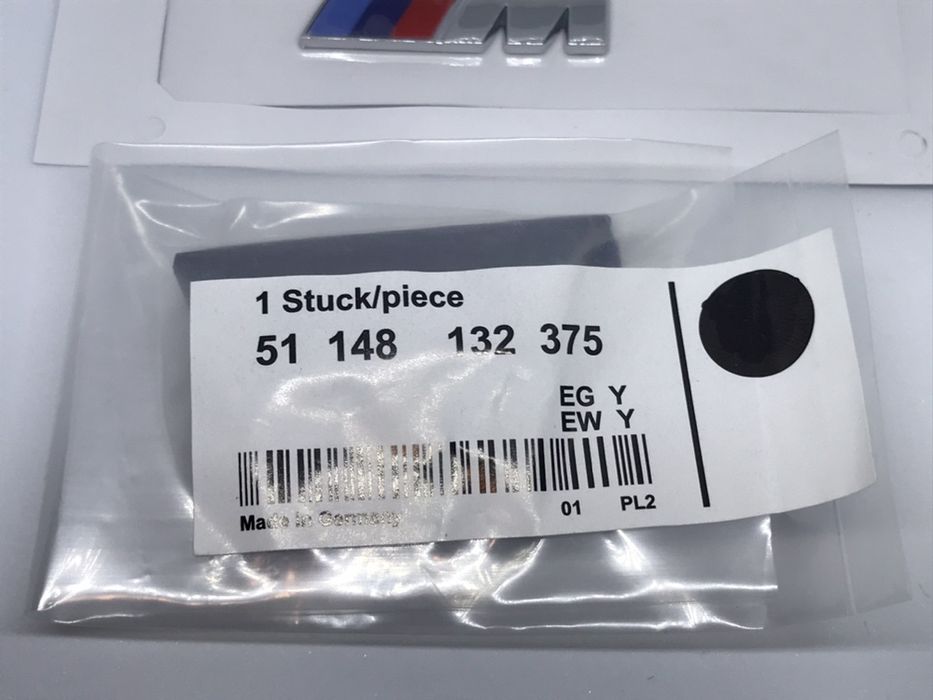 M
1 Stuck/piece
51 148 132 375
EG Y
EW Y
01 PL2
Made in Germany